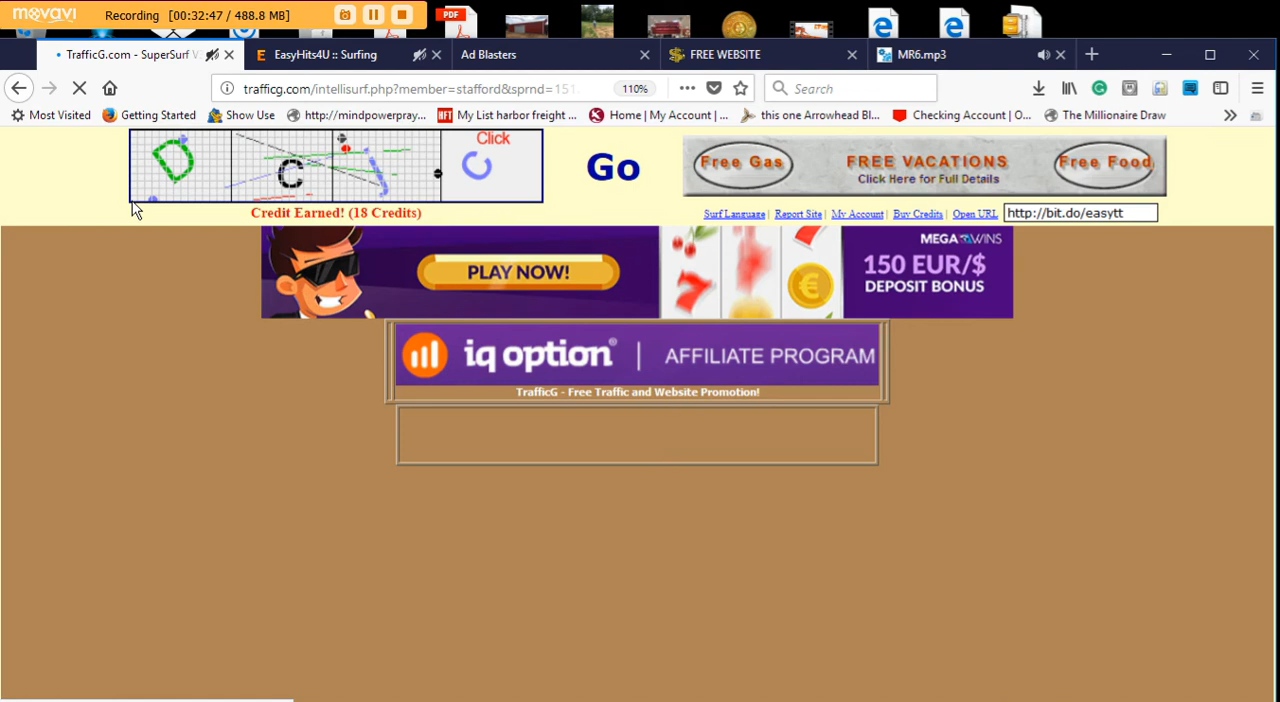 movavi Recording [00:32:47 / 488.8 MB]
PDF
TrafficG.com - SuperSurf V
EasyHits4U :: Surfing
Ad Blasters
FREE WEBSITE
MR6.mp3
trafficg.com/intellisurf.php?member=stafford&sprnd=151
110%
Search
Most Visited
Getting Started
Show Use
http://mindpowerpray...
HFT My List harbor freight ...
Home | My Account | ...
this one Arrowhead Bl...
Checking Account | O...
The Millionaire Draw
D
C
Click
C
Go
Free Gas
FREE VACATIONS
Click Here for Full Details
Free Food
Credit Earned! (18 Credits)
Surf Language | Report Site | My Account | Buy Credits | Open URL http://bit.do/easytt
PLAY NOW!
7
7
€
MEGAWINS
150 EUR/$
DEPOSIT BONUS
iq option® | AFFILIATE PROGRAM
TrafficG - Free Traffic and Website Promotion!